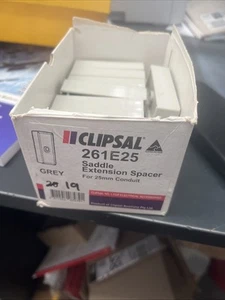 CLIPSAL
261E25
Saddle
Extension Spacer
For 25mm Conduit
GREY
20 19